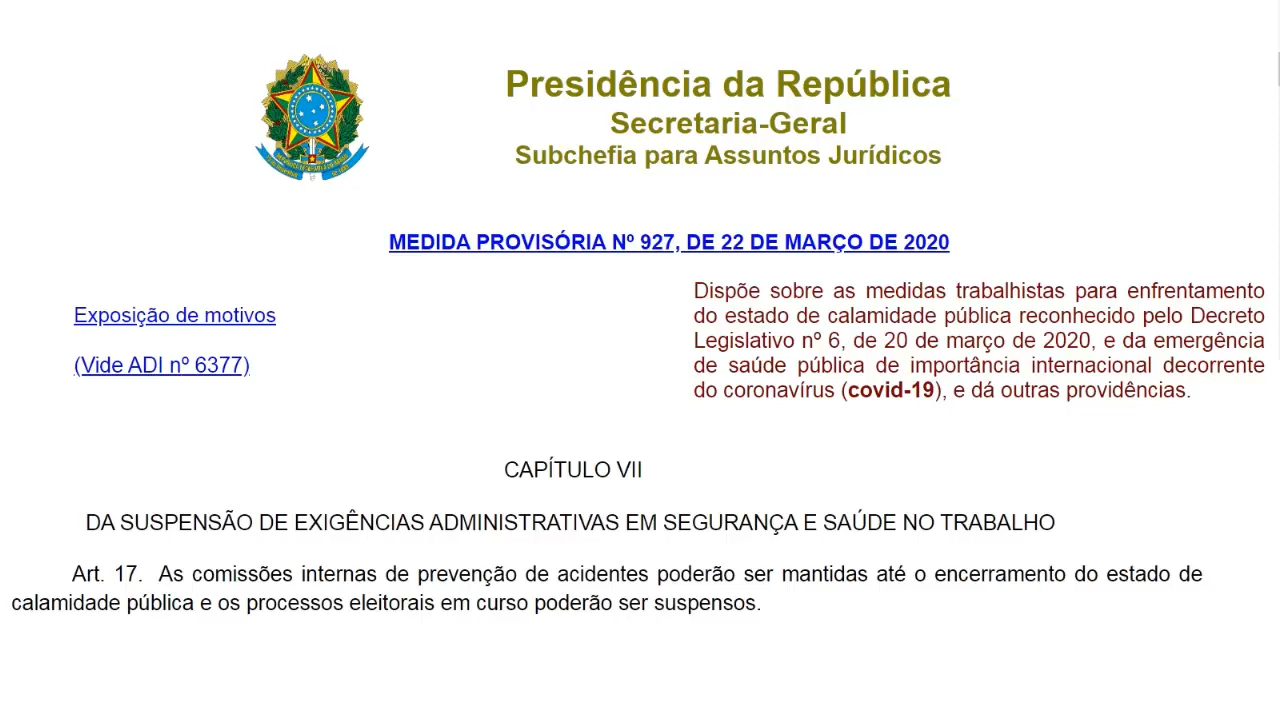 Presidência da República
Secretaria-Geral
Subchefia para Assuntos Jurídicos
MEDIDA PROVISÓRIA Nº 927, DE 22 DE MARÇO DE 2020
Exposição de motivos
(Vide ADI nº 6377)
Dispõe sobre as medidas trabalhistas para enfrentamento
do estado de calamidade pública reconhecido pelo Decreto
Legislativo nº 6, de 20 de março de 2020, e da emergência
de saúde pública de importância internacional decorrente
do coronavírus (covid-19), e dá outras providências.
CAPÍTULO VII
DA SUSPENSÃO DE EXIGÊNCIAS ADMINISTRATIVAS EM SEGURANÇA E SAÚDE NO TRABALHO
Art. 17. As comissões internas de prevenção de acidentes poderão ser mantidas até o encerramento do estado de
calamidade pública e os processos eleitorais em curso poderão ser suspensos.